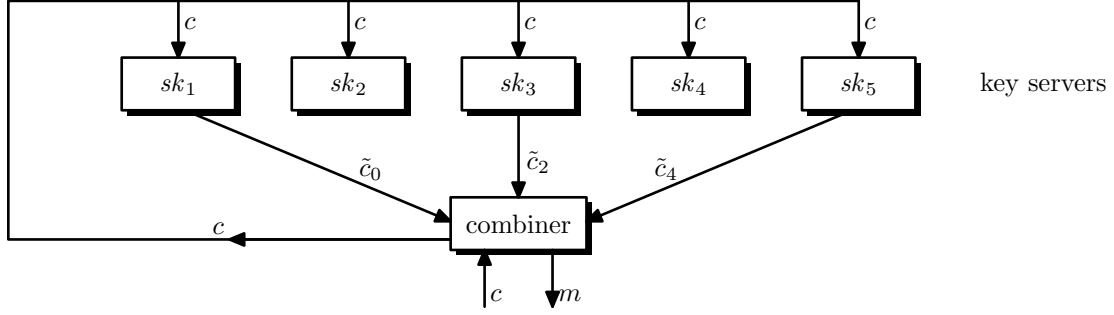 c c c c c
sk₁ sk₂ sk₃ sk₄ sk₅ key servers
c̃₀ c̃₂ c̃₄
combiner
c
c m